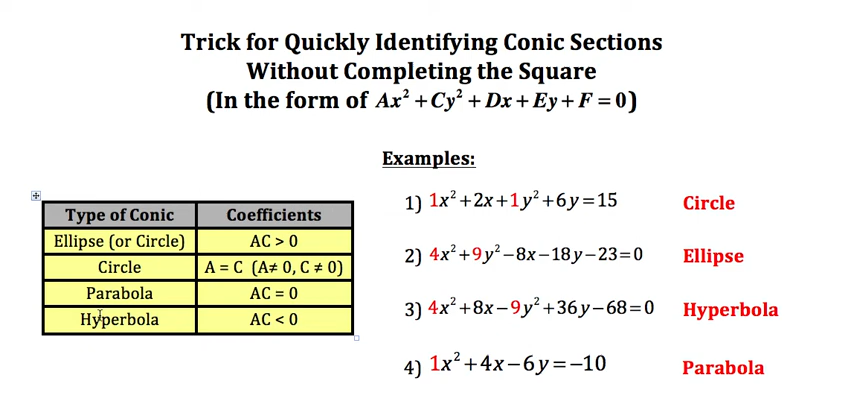 Trick for Quickly Identifying Conic Sections
Without Completing the Square
(In the form of Ax² + Cy² + Dx + Ey + F = 0)
Examples:
Type of Conic Coefficients
Ellipse (or Circle) AC > 0
Circle A = C (A≠ 0, C ≠ 0)
Parabola AC = 0
Hyperbola AC < 0
1) 1x² +2x+1y² +6y=15 Circle
2) 4x² +9y² −8x−18y−23=0 Ellipse
3) 4x² +8x−9y² +36y−68=0 Hyperbola
4) 1x² +4x−6y=−10 Parabola